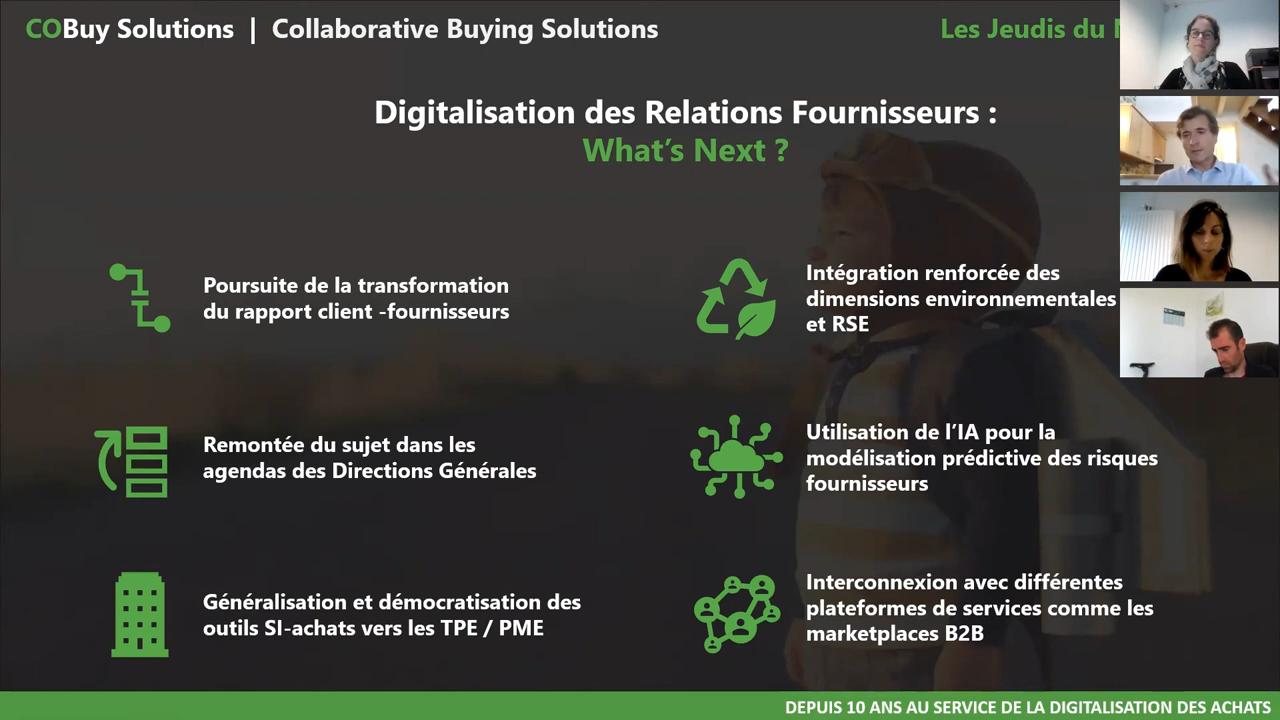 COBuy Solutions | Collaborative Buying Solutions
Les Jeudis du
Digitalisation des Relations Fournisseurs :
What's Next ?
Poursuite de la transformation
du rapport client -fournisseurs
Remontée du sujet dans les
agendas des Directions Générales
Généralisation et démocratisation des
outils SI-achats vers les TPE / PME
Intégration renforcée des
dimensions environnementales
et RSE
Utilisation de l'IA pour la
modélisation prédictive des risques
fournisseurs
Interconnexion avec différentes
plateformes de services comme les
marketplaces B2B
DEPUIS 10 ANS AU SERVICE DE LA DIGITALISATION DES ACHATS